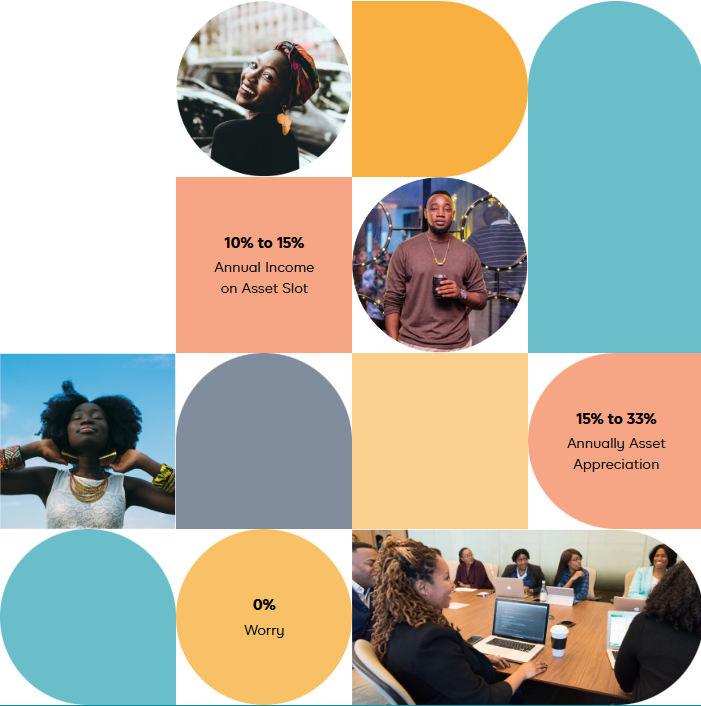 10% to 15%
Annual Income
on Asset Slot
15% to 33%
Annually Asset
Appreciation
0%
Worry